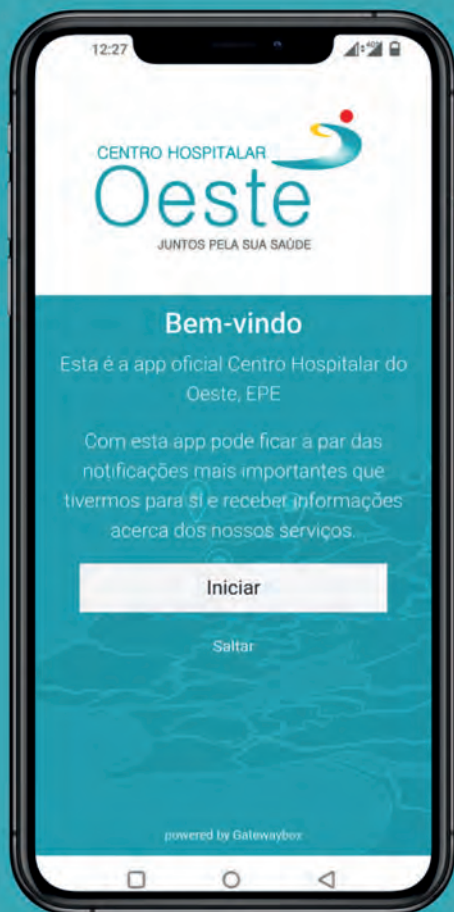 12:27
CENTRO HOSPITALAR
Oeste
JUNTOS PELA SUA SAÚDE
Bem-vindo
Esta é a app oficial Centro Hospitalar do
Oeste, EPE
Com esta app pode ficar a par das
notificações mais importantes que
tivermos para si e receber informações
acerca dos nossos serviços.
Iniciar
Saltar
powered by Gatewaybox